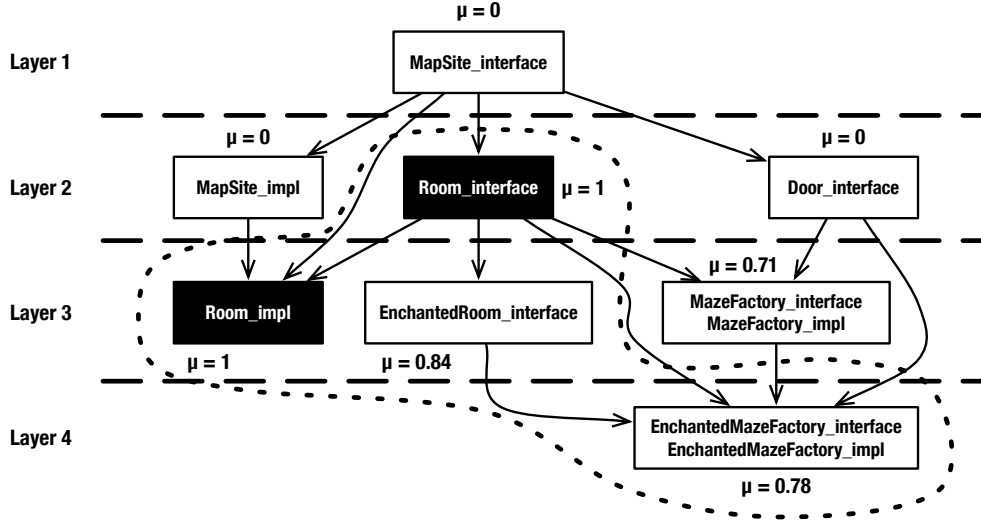 μ = 0
Layer 1
MapSite_interface
μ = 0
μ = 0
Layer 2
MapSite_impl
Room_interface
μ = 1
Door_interface
μ = 0.71
Layer 3
Room_impl
EnchantedRoom_interface
MazeFactory_interface
MazeFactory_impl
μ = 1
μ = 0.84
Layer 4
EnchantedMazeFactory_interface
EnchantedMazeFactory_impl
μ = 0.78